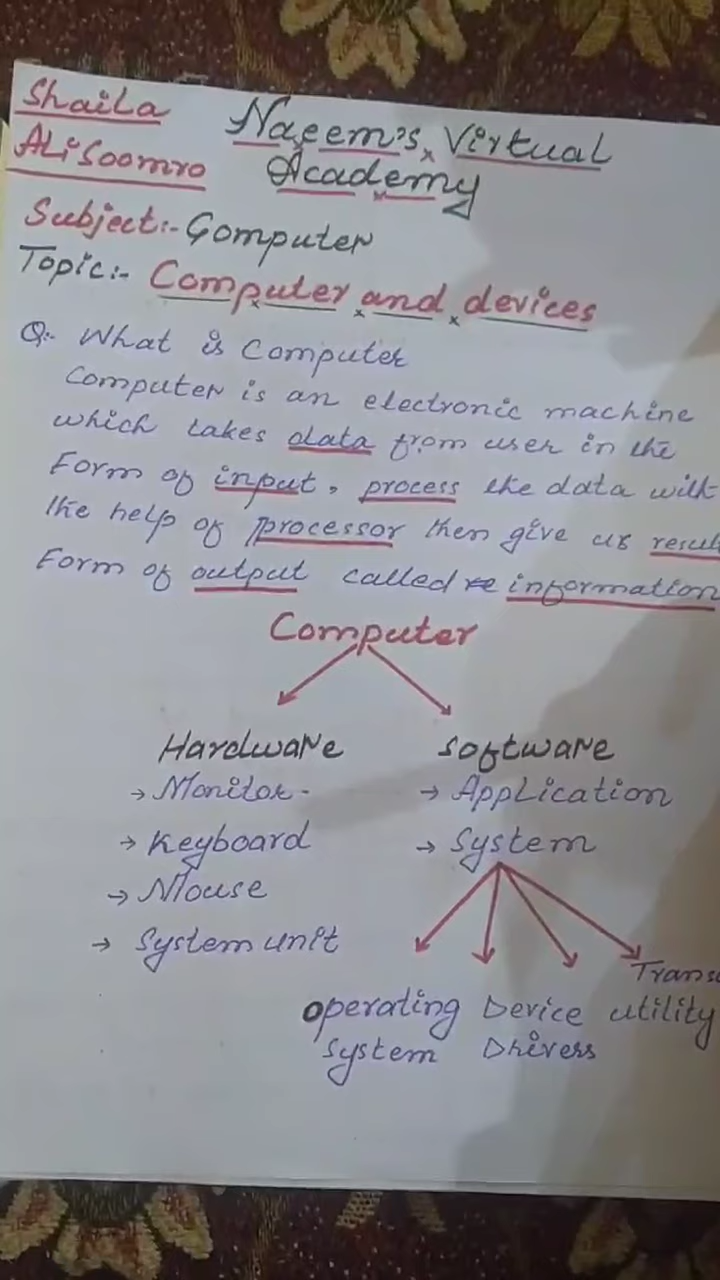 Shaila
Ali Soomro
Naeem's Virtual
Academy
Subject:- Computer
Topic:- Computer and devices
Q:- What is Computer
Computer is an electronic machine
which takes data from user in the
Form of input, process the data with
the help of processor then give us
Form of output called information
Computer
Hardware Software
→ Monitor → Application
→ Keyboard → System
→ Mouse
→ System unit
Operating Device utility
System Drivers